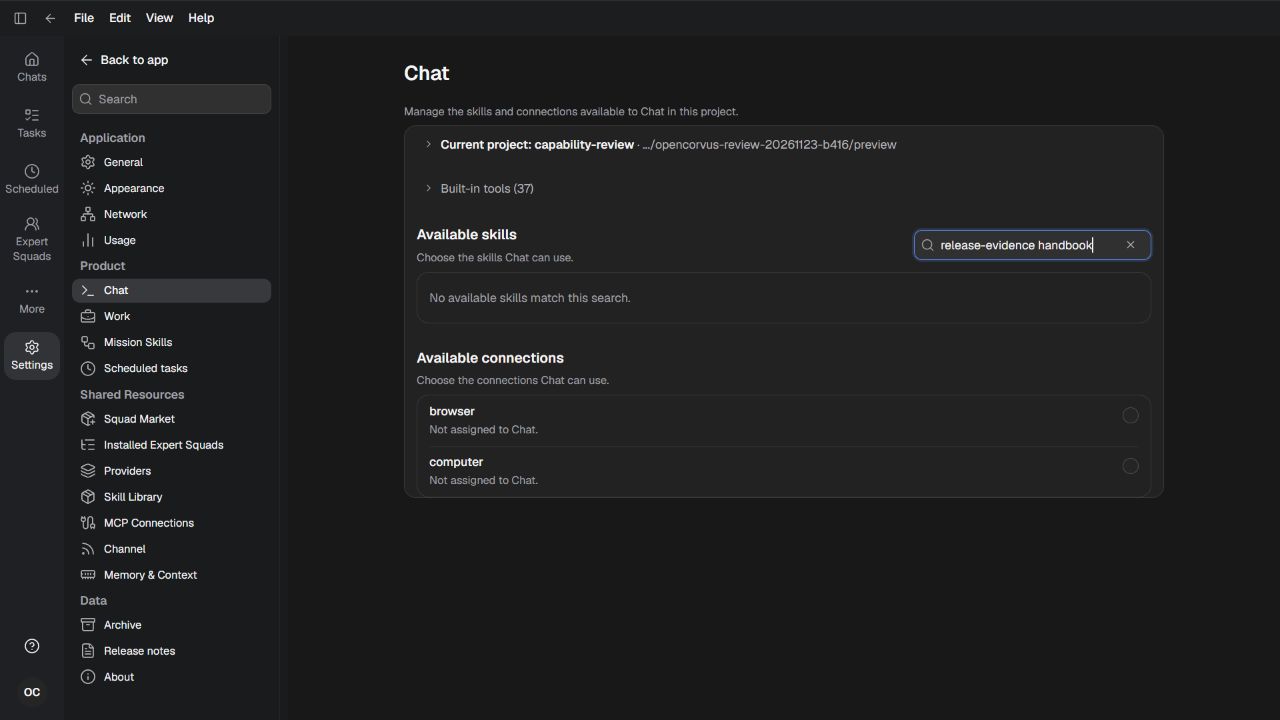 File Edit View Help
Chats
Tasks
Scheduled
Expert
Squads
More
Settings
OC
Back to app
Search
Application
General
Appearance
Network
Usage
Product
Chat
Work
Mission Skills
Scheduled tasks
Shared Resources
Squad Market
Installed Expert Squads
Providers
Skill Library
MCP Connections
Channel
Memory & Context
Data
Archive
Release notes
About
Chat
Manage the skills and connections available to Chat in this project.
Current project: capability-review · .../opencorvus-review-20261123-b416/preview
Built-in tools (37)
Available skills
Choose the skills Chat can use.
release-evidence handbook
No available skills match this search.
Available connections
Choose the connections Chat can use.
browser
Not assigned to Chat.
computer
Not assigned to Chat.